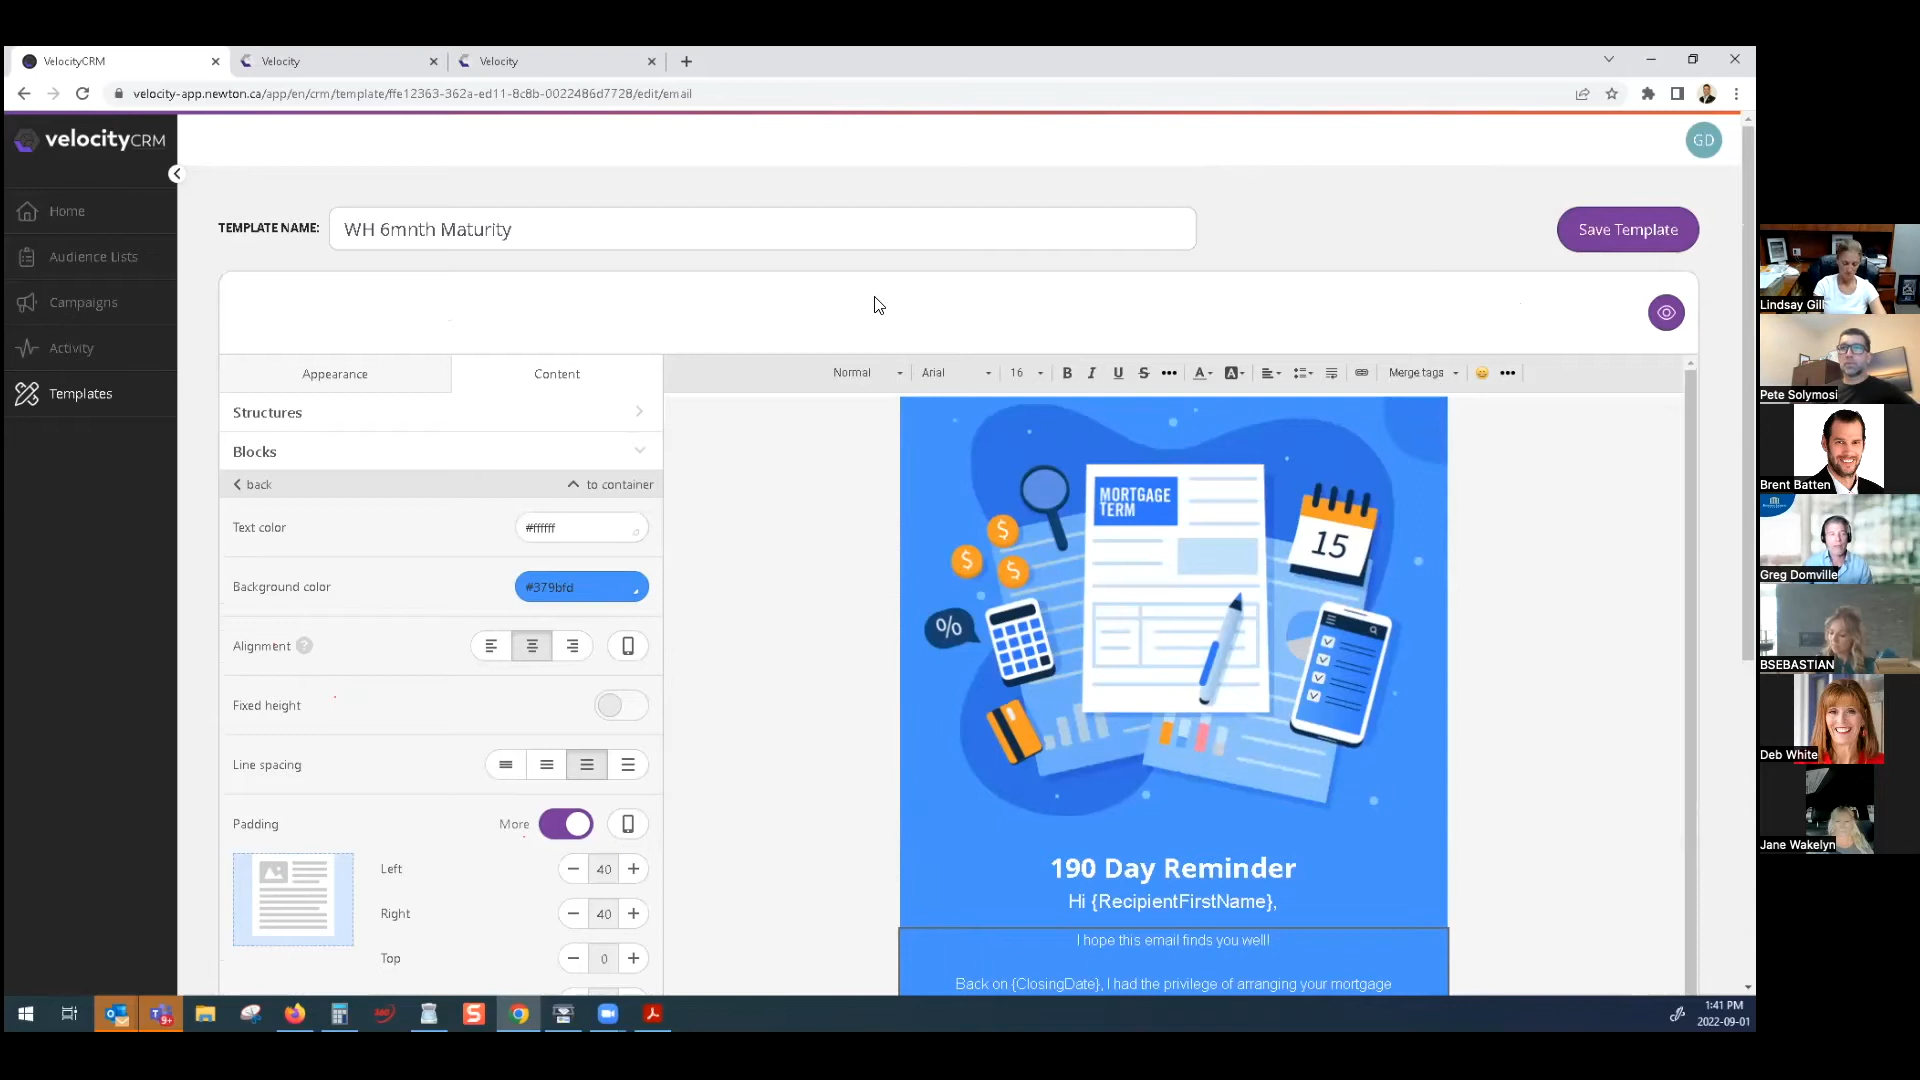 VelocityCRM
Velocity
Velocity
velocity-app.newton.ca/app/en/crm/template/ffe12363-362a-ed11-8c8b-0022486d7728/edit/email
velocityCRM
GD
Home
Audience Lists
Campaigns
Activity
Templates
TEMPLATE NAME:
WH 6mnth Maturity
Save Template
Appearance
Content
Structures
Blocks
back
to container
Text color
#ffffff
Background color
#379bfd
Alignment ?
Fixed height
Line spacing
Padding
More
Left
40
Right
40
Top
0
Normal
Arial
16
B I U S
A
A
Merge tags
MORTGAGE
TERM
15
$
$
$
%
190 Day Reminder
Hi {RecipientFirstName},
I hope this email finds you well!
Back on {ClosingDate}, I had the privilege of arranging your mortgage
Lindsay Gill
Pete Solymosi
Brent Batten
Greg Domville
BSEBASTIAN
Deb White
Jane Wakelyn
9+
360
S
1:41 PM
2022-09-01